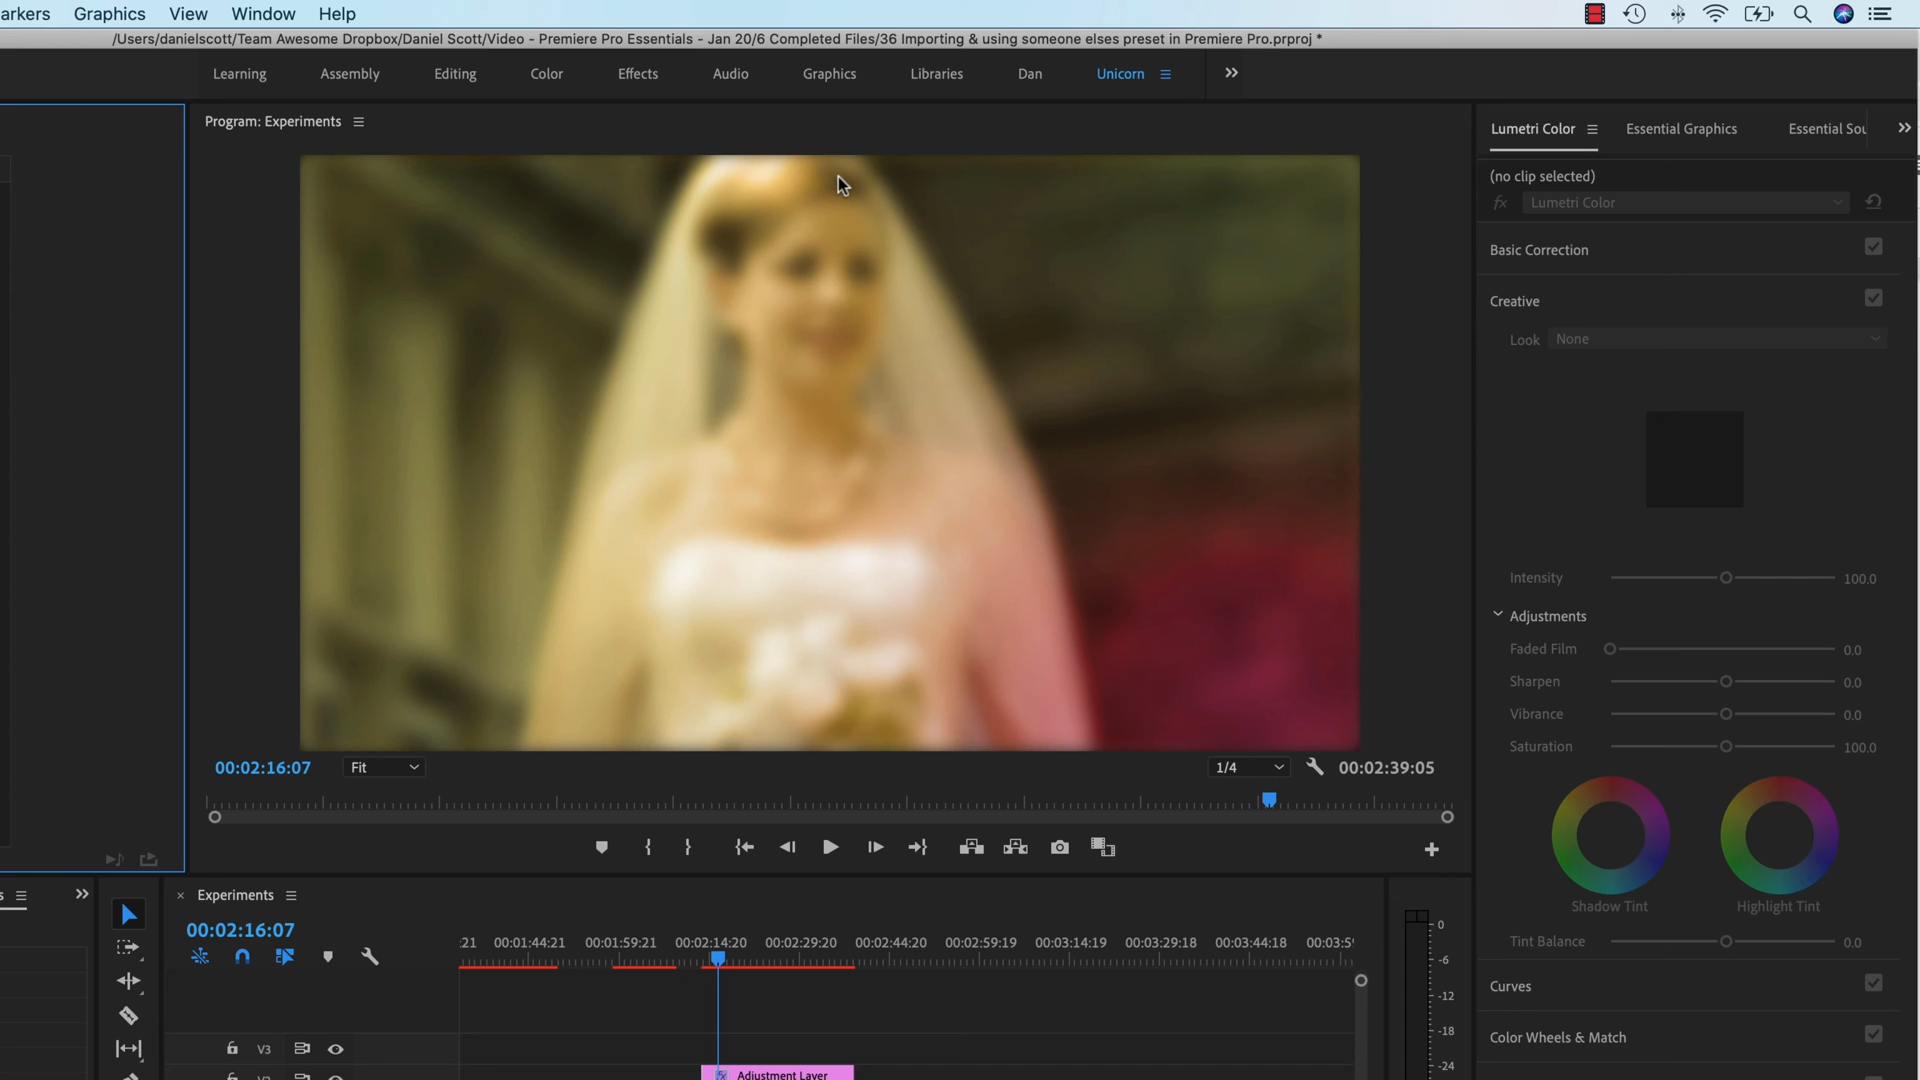 arkers Graphics View Window Help
/Users/danielscott/Team Awesome Dropbox/Daniel Scott/Video - Premiere Pro Essentials - Jan 20/6 Completed Files/36 Importing & using someone elses preset in Premiere Pro.prproj *
Learning Assembly Editing Color Effects Audio Graphics Libraries Dan Unicorn
Program: Experiments
Lumetri Color Essential Graphics Essential Sou
(no clip selected)
fx Lumetri Color
Basic Correction
Creative
Look None
Intensity 100.0
Adjustments
Faded Film 0.0
Sharpen 0.0
Vibrance 0.0
Saturation 100.0
Shadow Tint Highlight Tint
Tint Balance 0.0
Curves
Color Wheels & Match
00:02:16:07 Fit 1/4 00:02:39:05
s Experiments
00:02:16:07
:21 00:01:44:21 00:01:59:21 00:02:14:20 00:02:29:20 00:02:44:20 00:02:59:19 00:03:14:19 00:03:29:18 00:03:44:18 00:03:59
V3
fx Adjustment Layer
0
-6
-12
-18
-24